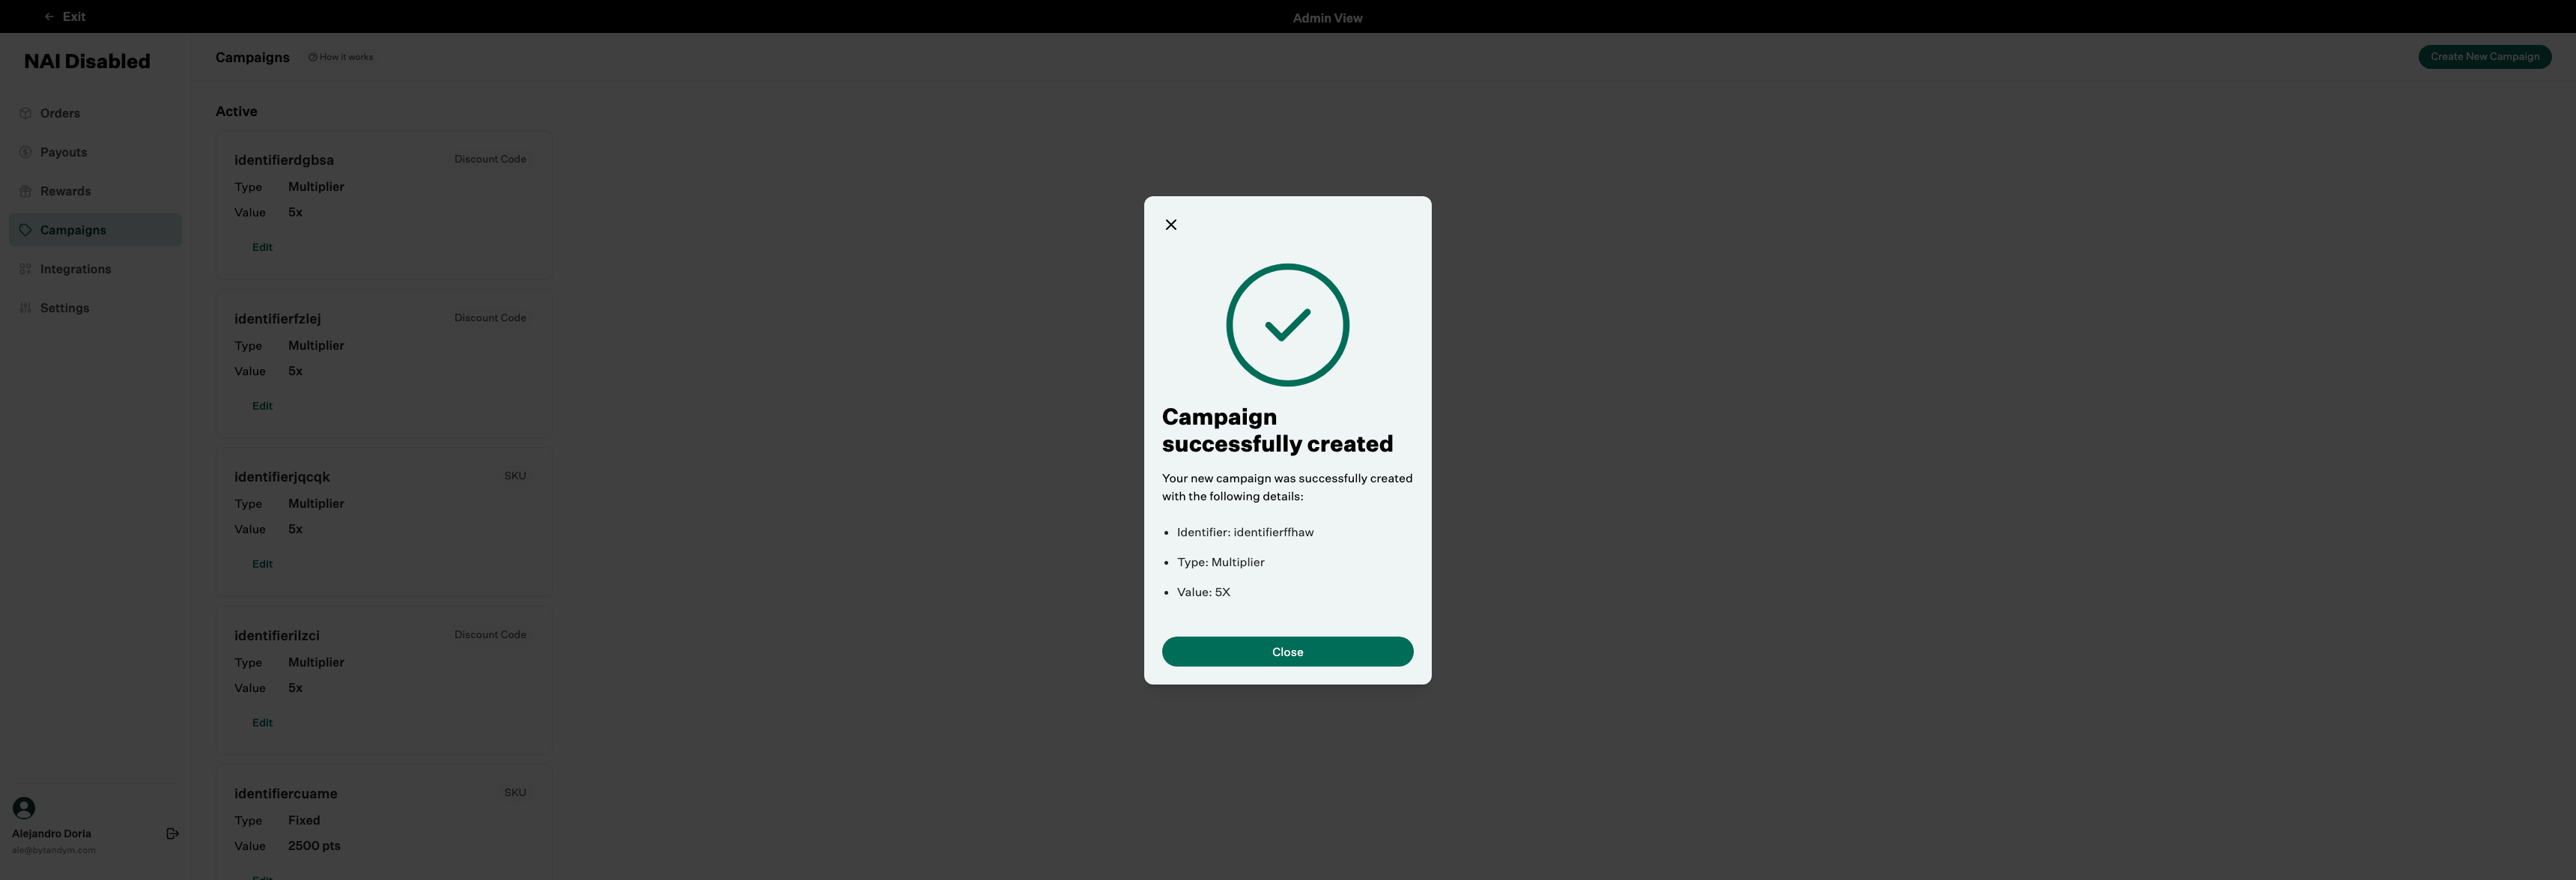 Exit
Admin View
NAI Disabled
Orders
Payouts
Rewards
Campaigns
Integrations
Settings
Alejandro Doria
ale@bytandym.com
Campaigns
How it works
Create New Campaign
Active
identifierdgbsa
Discount Code
Type Multiplier
Value 5x
Edit
identifierfzlej
Discount Code
Type Multiplier
Value 5x
Edit
identifierjqcqk
SKU
Type Multiplier
Value 5x
Edit
identifierilzci
Discount Code
Type Multiplier
Value 5x
Edit
identifiercuame
SKU
Type Fixed
Value 2500 pts
Edit
Campaign
successfully created
Your new campaign was successfully created
with the following details:
• Identifier: identifierffhaw
• Type: Multiplier
• Value: 5X
Close